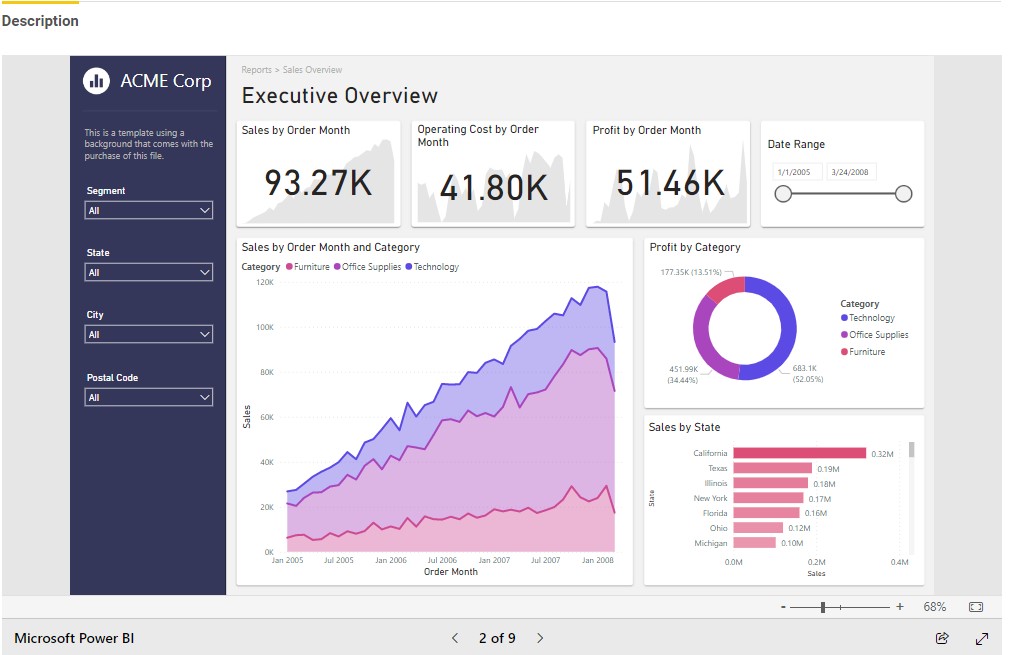 Description
ACME Corp
This is a template using a
background that comes with the
purchase of this file.
Segment
All
State
All
City
All
Postal Code
All
Reports > Sales Overview
Executive Overview
Sales by Order Month
93.27K
Operating Cost by Order
Month
41.80K
Profit by Order Month
51.46K
Date Range
1/1/2005 3/24/2008
Sales by Order Month and Category
Category Furniture Office Supplies Technology
Sales
120K
100K
80K
60K
40K
20K
0K
Jan 2005 Jul 2005 Jan 2006 Jul 2006 Jan 2007 Jul 2007 Jan 2008
Order Month
Profit by Category
177.35K (13.51%)
451.99K
(34.44%)
683.1K
(52.05%)
Category
Technology
Office Supplies
Furniture
Sales by State
State
California 0.32M
Texas 0.19M
Illinois 0.18M
New York 0.17M
Florida 0.16M
Ohio 0.12M
Michigan 0.10M
0.0M 0.2M 0.4M
Sales
- + 68%
Microsoft Power BI
< 2 of 9 >